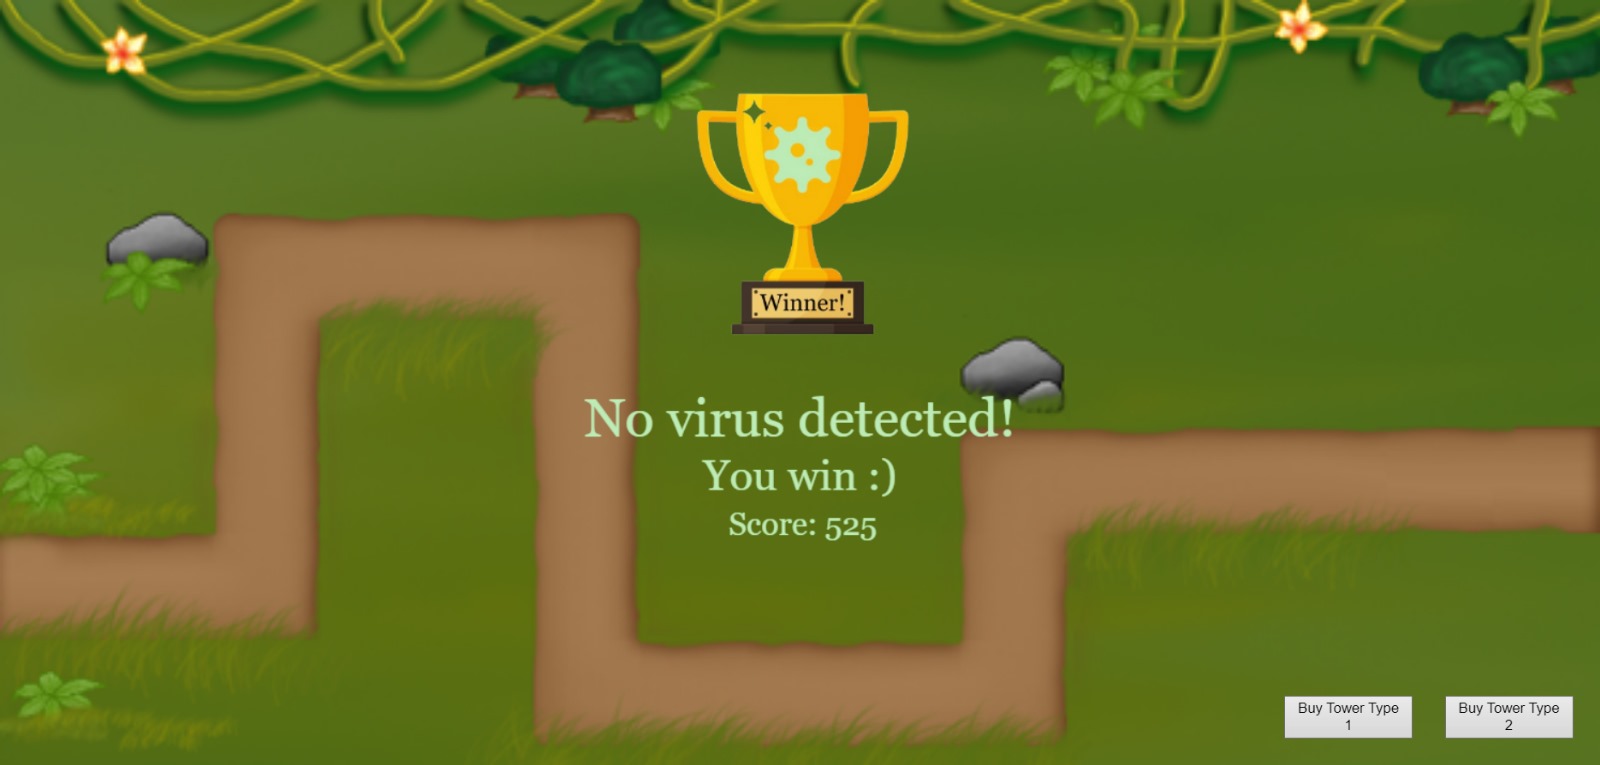 Winner!
No virus detected!
You win :)
Score: 525
Buy Tower Type
1
Buy Tower Type
2